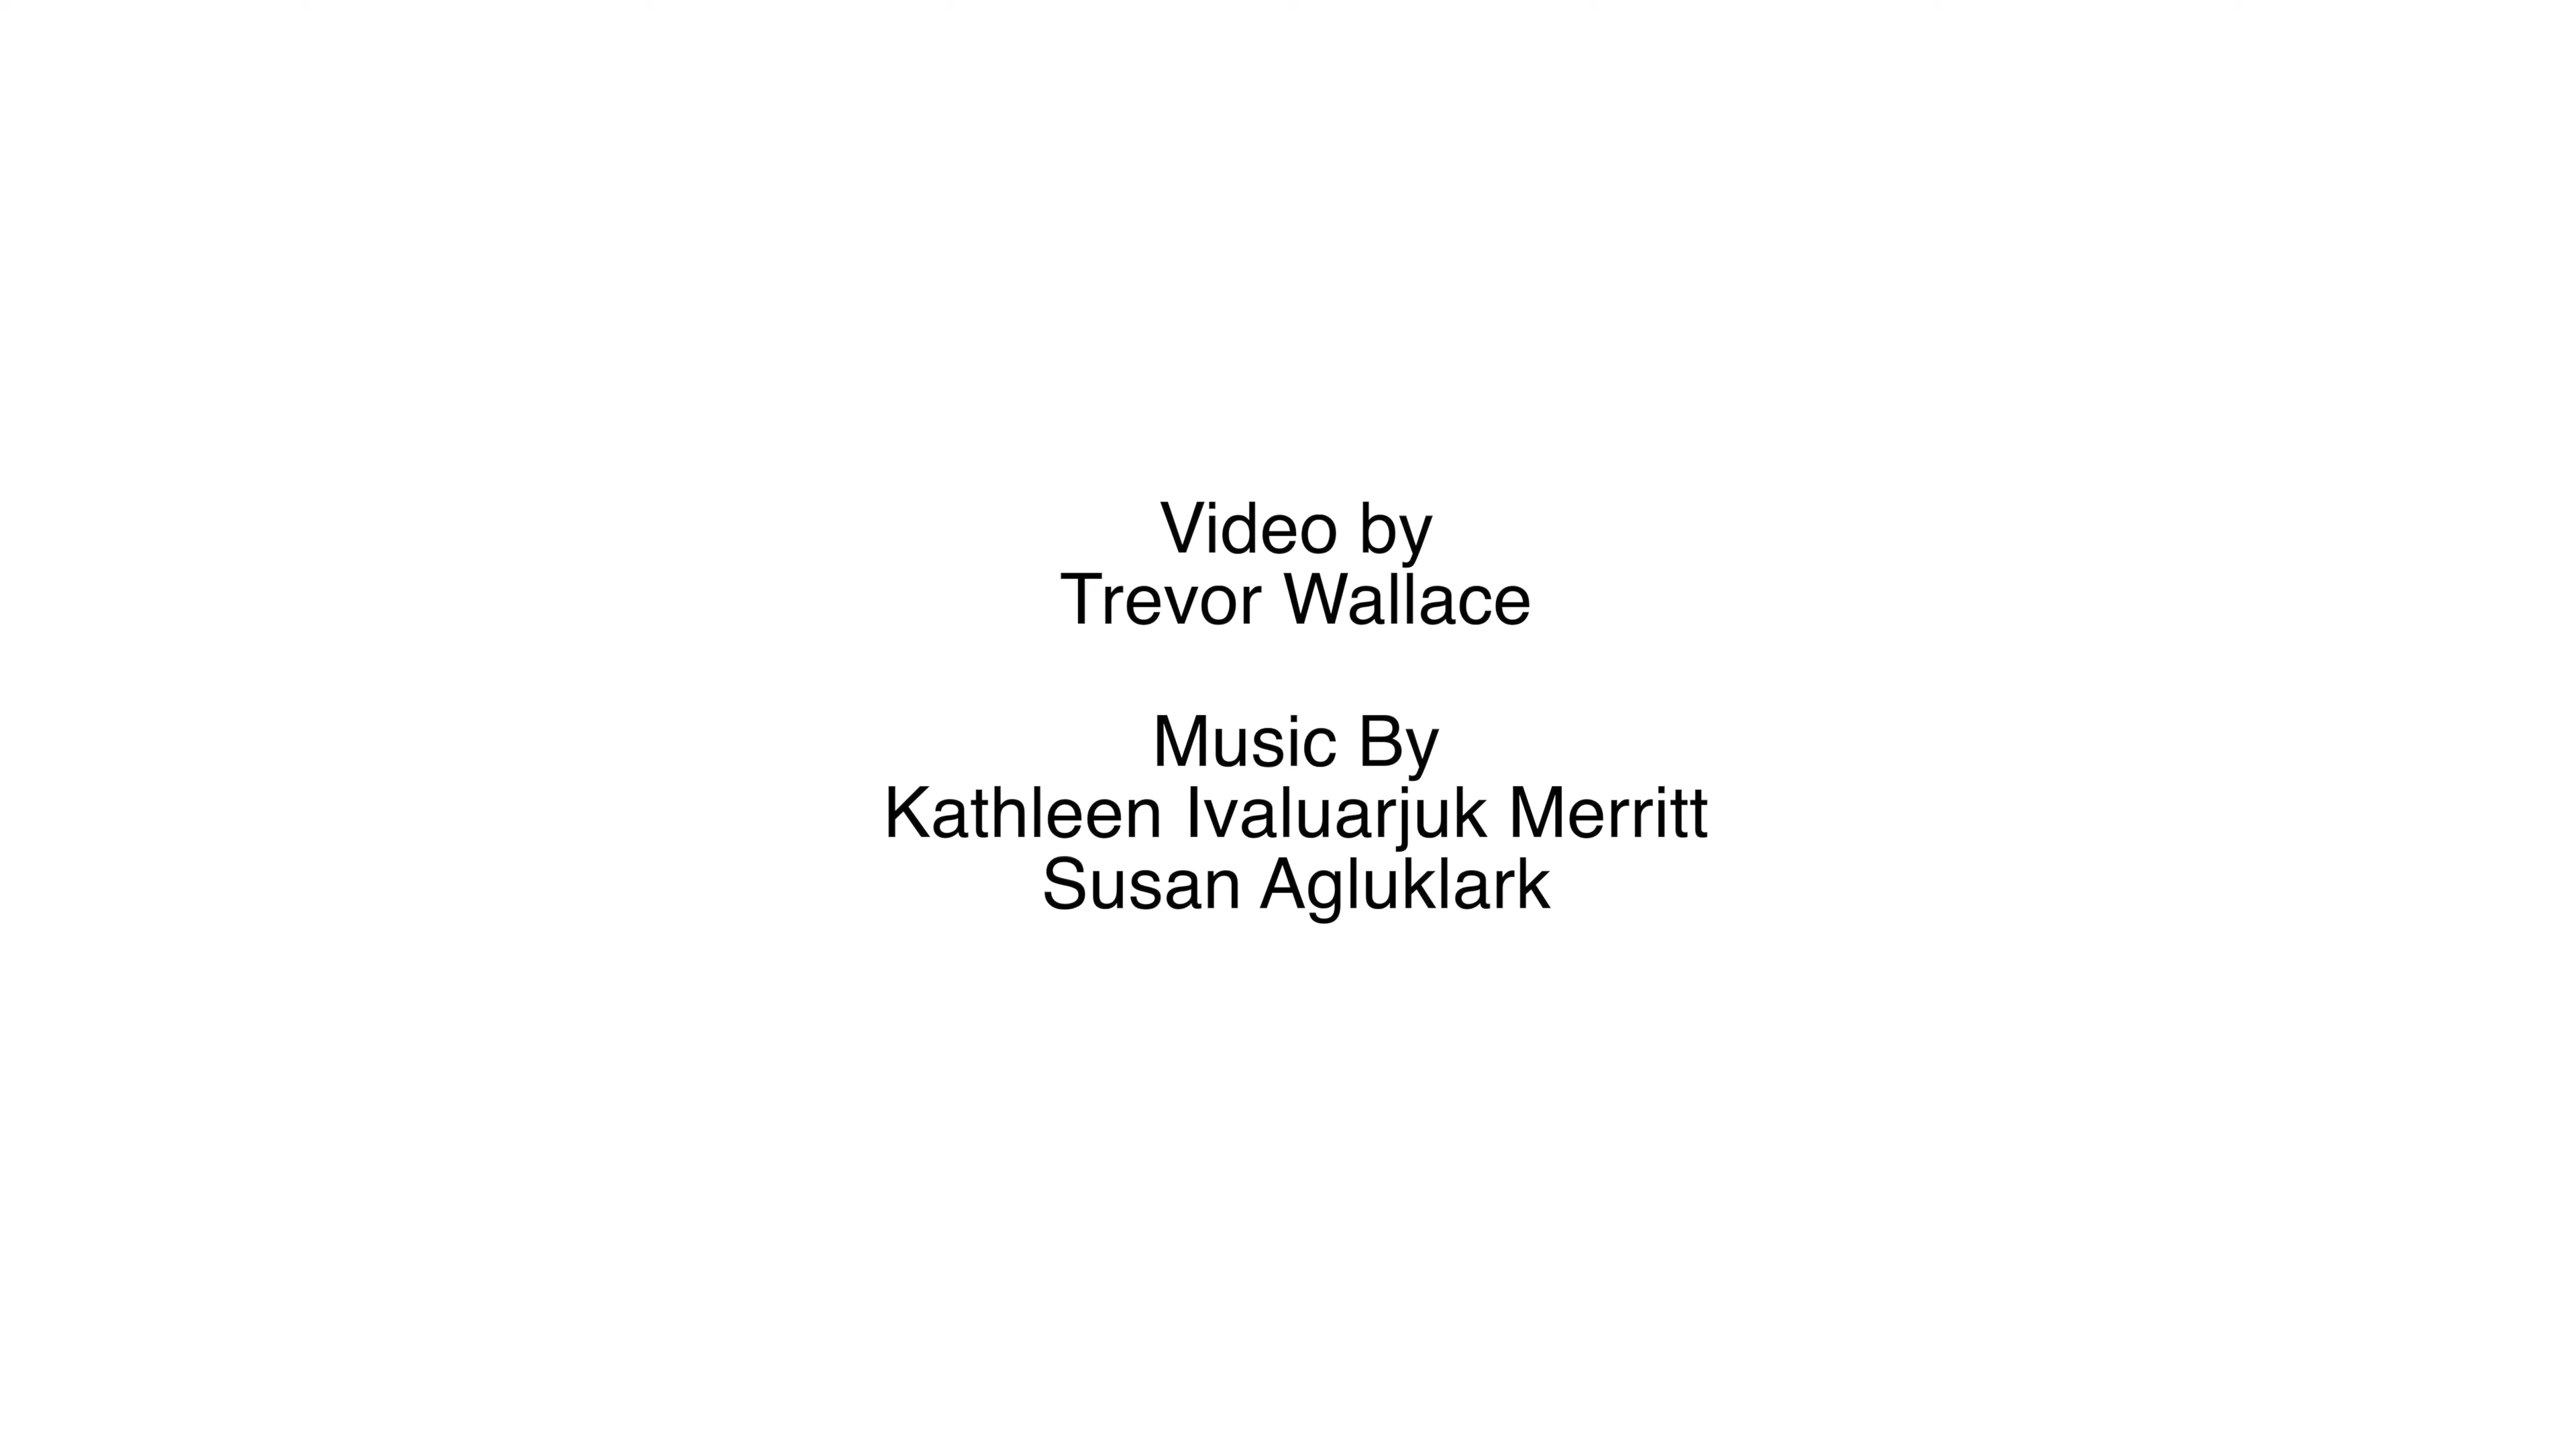 Video by
Trevor Wallace
Music By
Kathleen Ivaluarjuk Merritt
Susan Agluklark